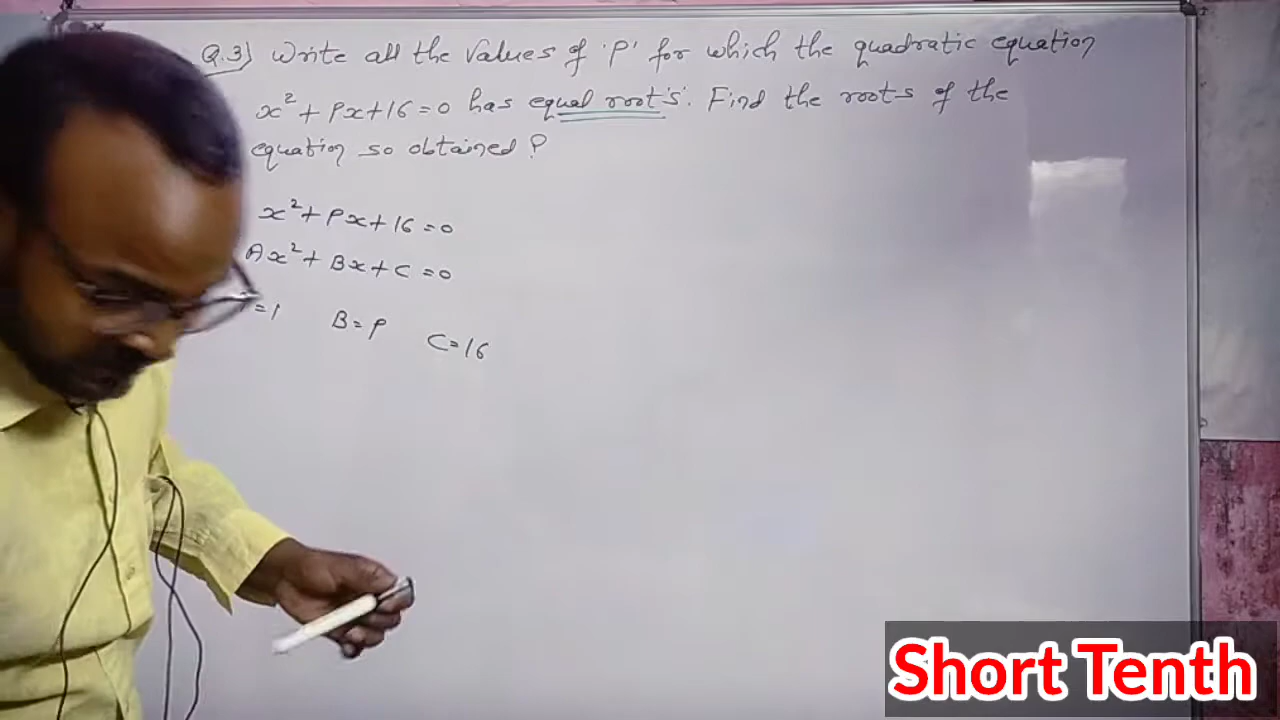 Q.3) Write all the values of 'P' for which the quadratic equation
x² + Px + 16 = 0 has equal root's'. Find the roots of the
equation so obtained ?
x² + Px + 16 = 0
Ax² + Bx + C = 0
= 1 B = P C = 16
Short Tenth